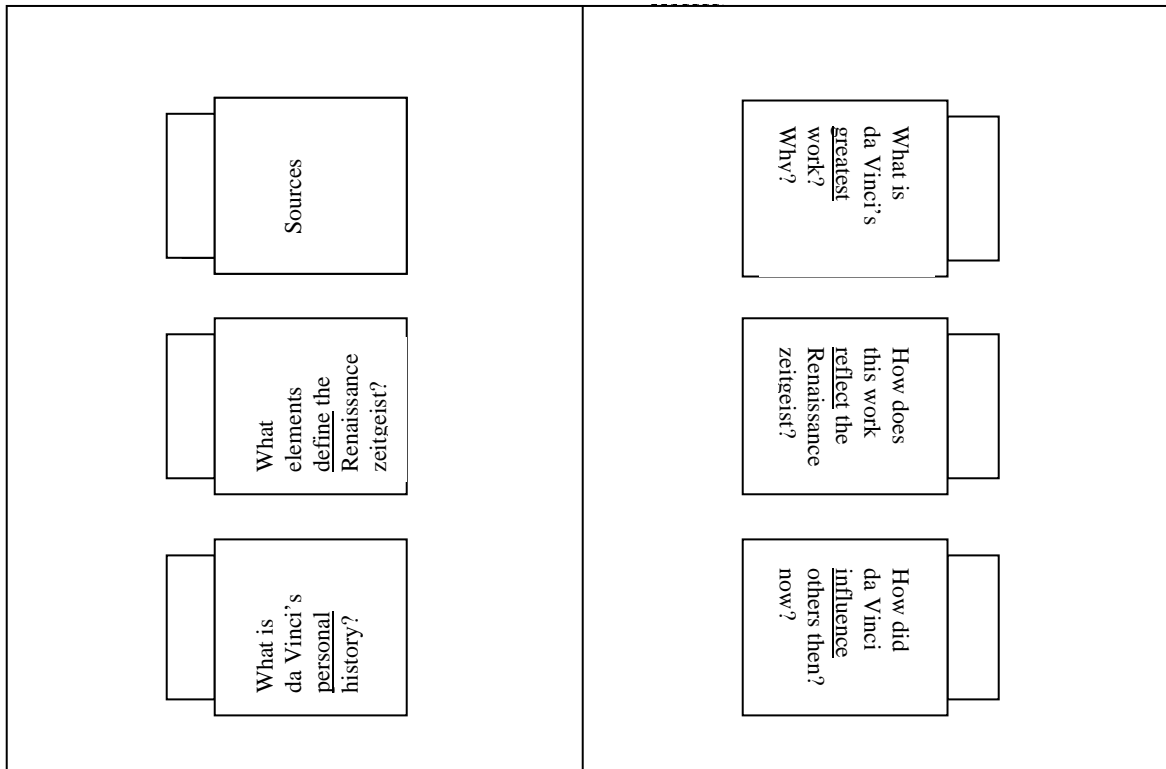 Sources
What
elements
define the
Renaissance
zeitgeist?
What is
da Vinci's
personal
history?
What is
da Vinci's
greatest
work?
Why?
How does
this work
reflect the
Renaissance
zeitgeist?
How did
da Vinci
influence
others then?
now?